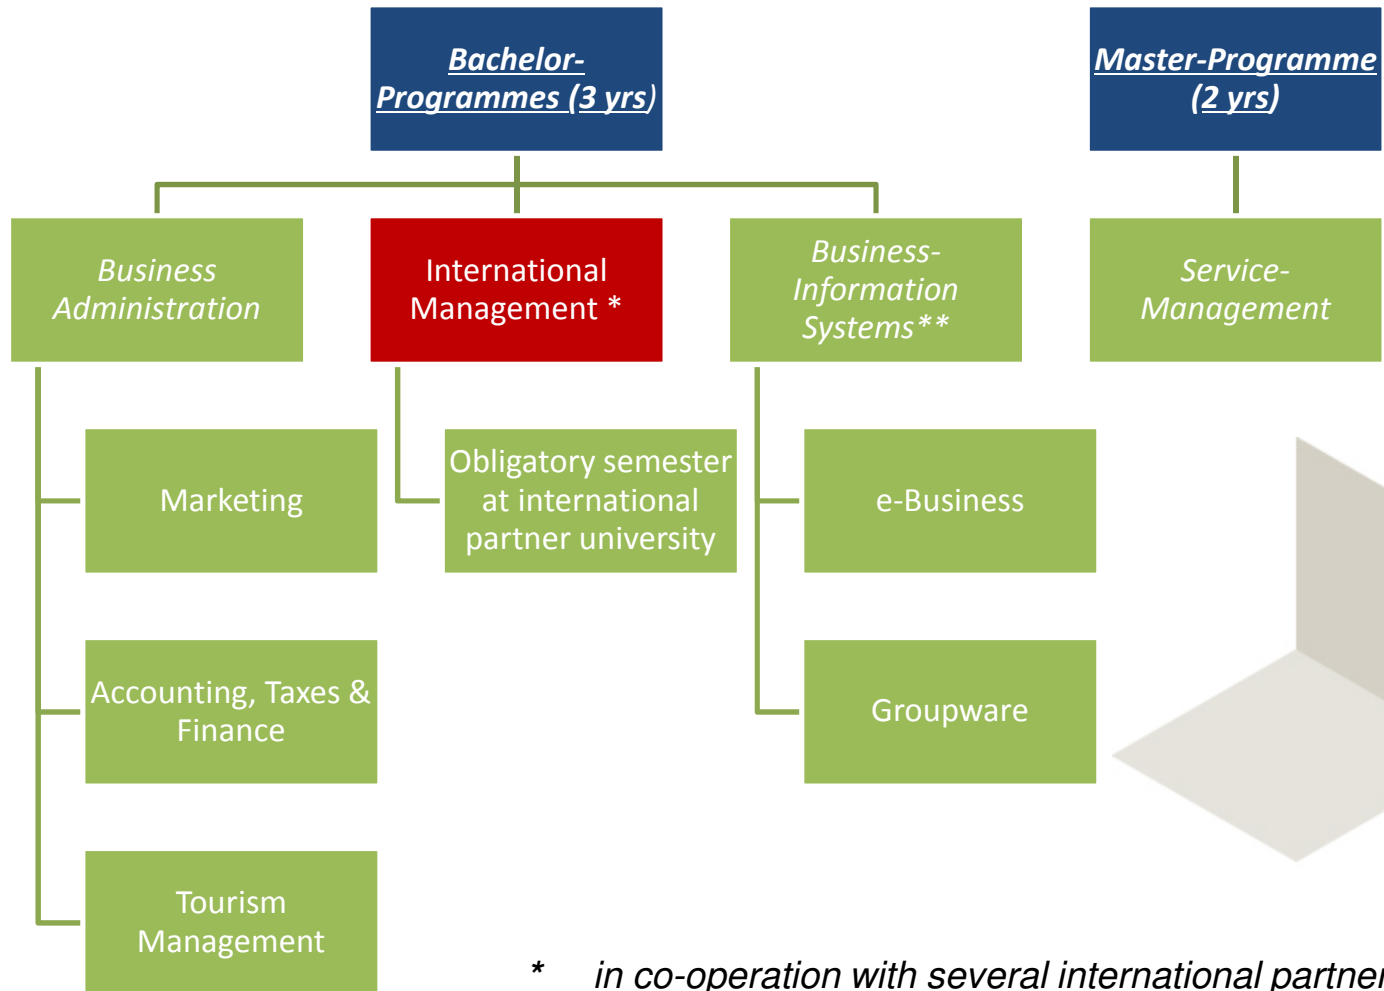 Bachelor-
Programmes (3 yrs)
Master-Programme
(2 yrs)
Business
Administration
International
Management *
Business-
Information
Systems**
Service-
Management
Marketing
Obligatory semester
at international
partner university
e-Business
Accounting, Taxes &
Finance
Groupware
Tourism
Management
* in co-operation with several international partner